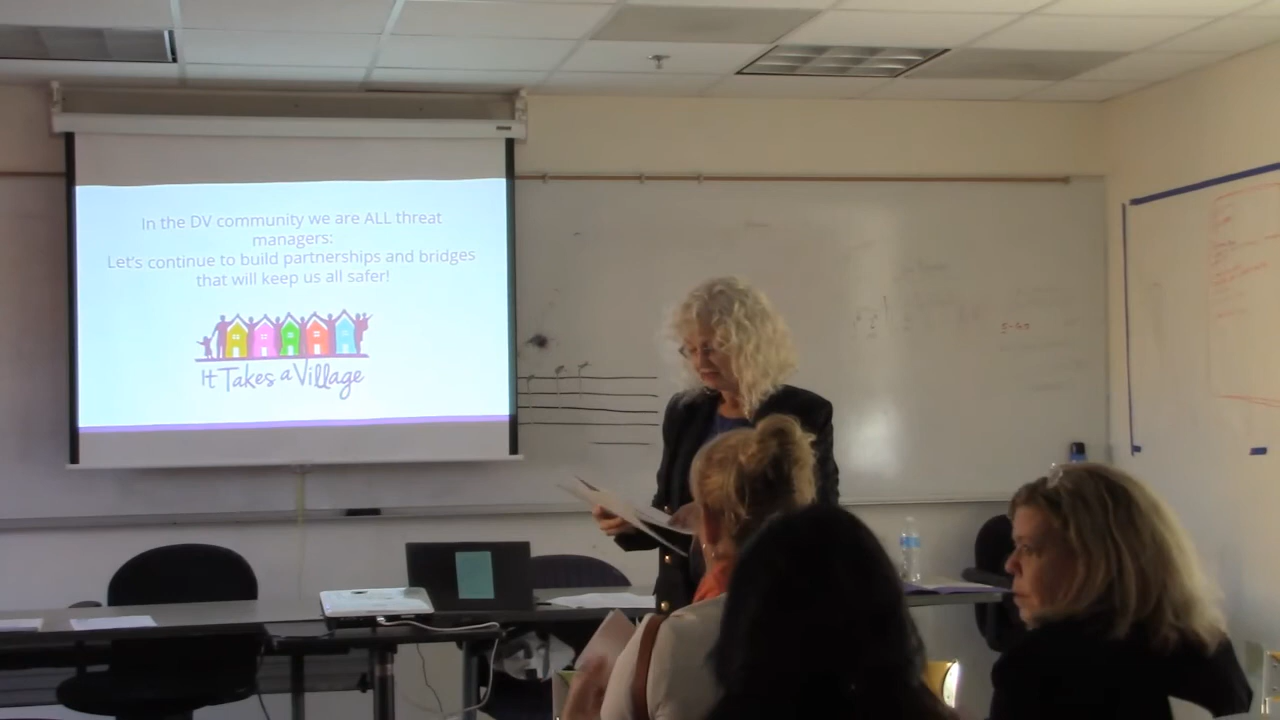 In the DV community we are ALL threat
managers:
Let's continue to build partnerships and bridges
that will keep us all safer!
It Takes a Village